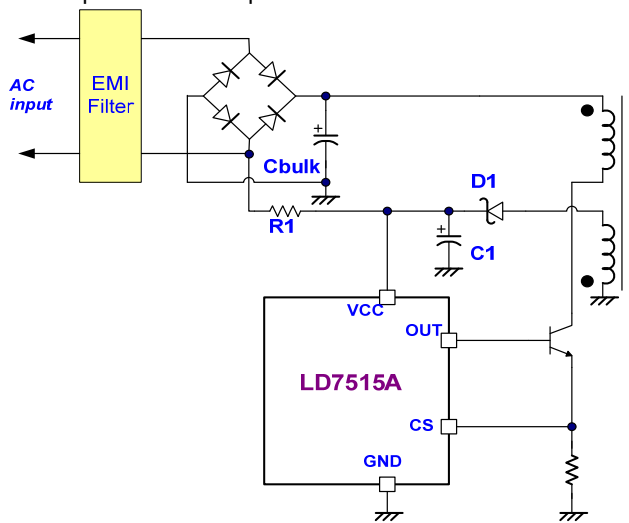 AC
input
EMI
Filter
+
Cbulk
D1
R1
+
C1
VCC
OUT
LD7515A
CS
GND